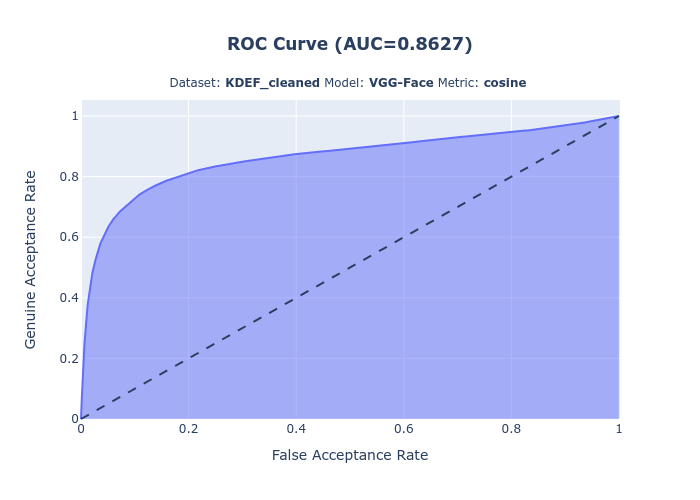 ROC Curve (AUC=0.8627)
Dataset: KDEF_cleaned Model: VGG-Face Metric: cosine
1
0.8
0.6
0.4
0.2
0
Genuine Acceptance Rate
0 0.2 0.4 0.6 0.8 1
False Acceptance Rate